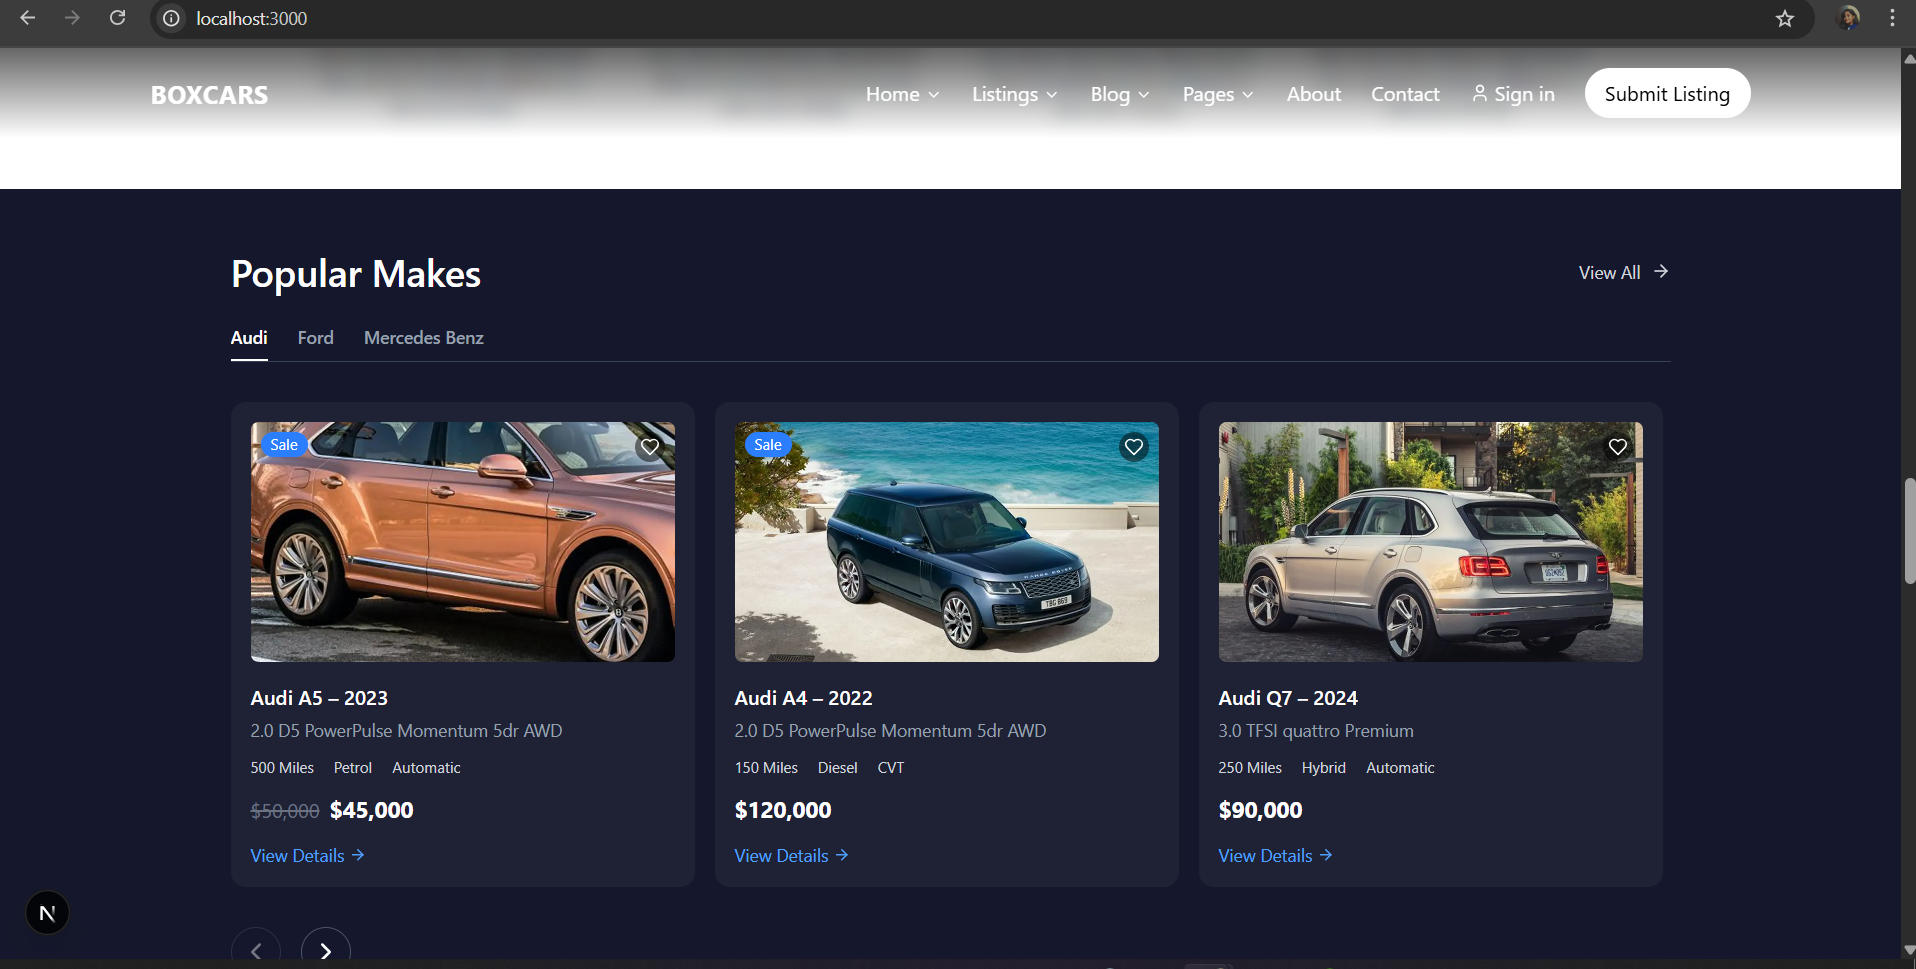 localhost:3000
BOXCARS
Home Listings Blog Pages About Contact Sign in Submit Listing
Popular Makes
View All →
Audi Ford Mercedes Benz
Sale
Sale
RANGE ROVER
Audi A5 – 2023
2.0 D5 PowerPulse Momentum 5dr AWD
500 Miles Petrol Automatic
$50,000 $45,000
View Details →
Audi A4 – 2022
2.0 D5 PowerPulse Momentum 5dr AWD
150 Miles Diesel CVT
$120,000
View Details →
Audi Q7 – 2024
3.0 TFSI quattro Premium
250 Miles Hybrid Automatic
$90,000
View Details →
N